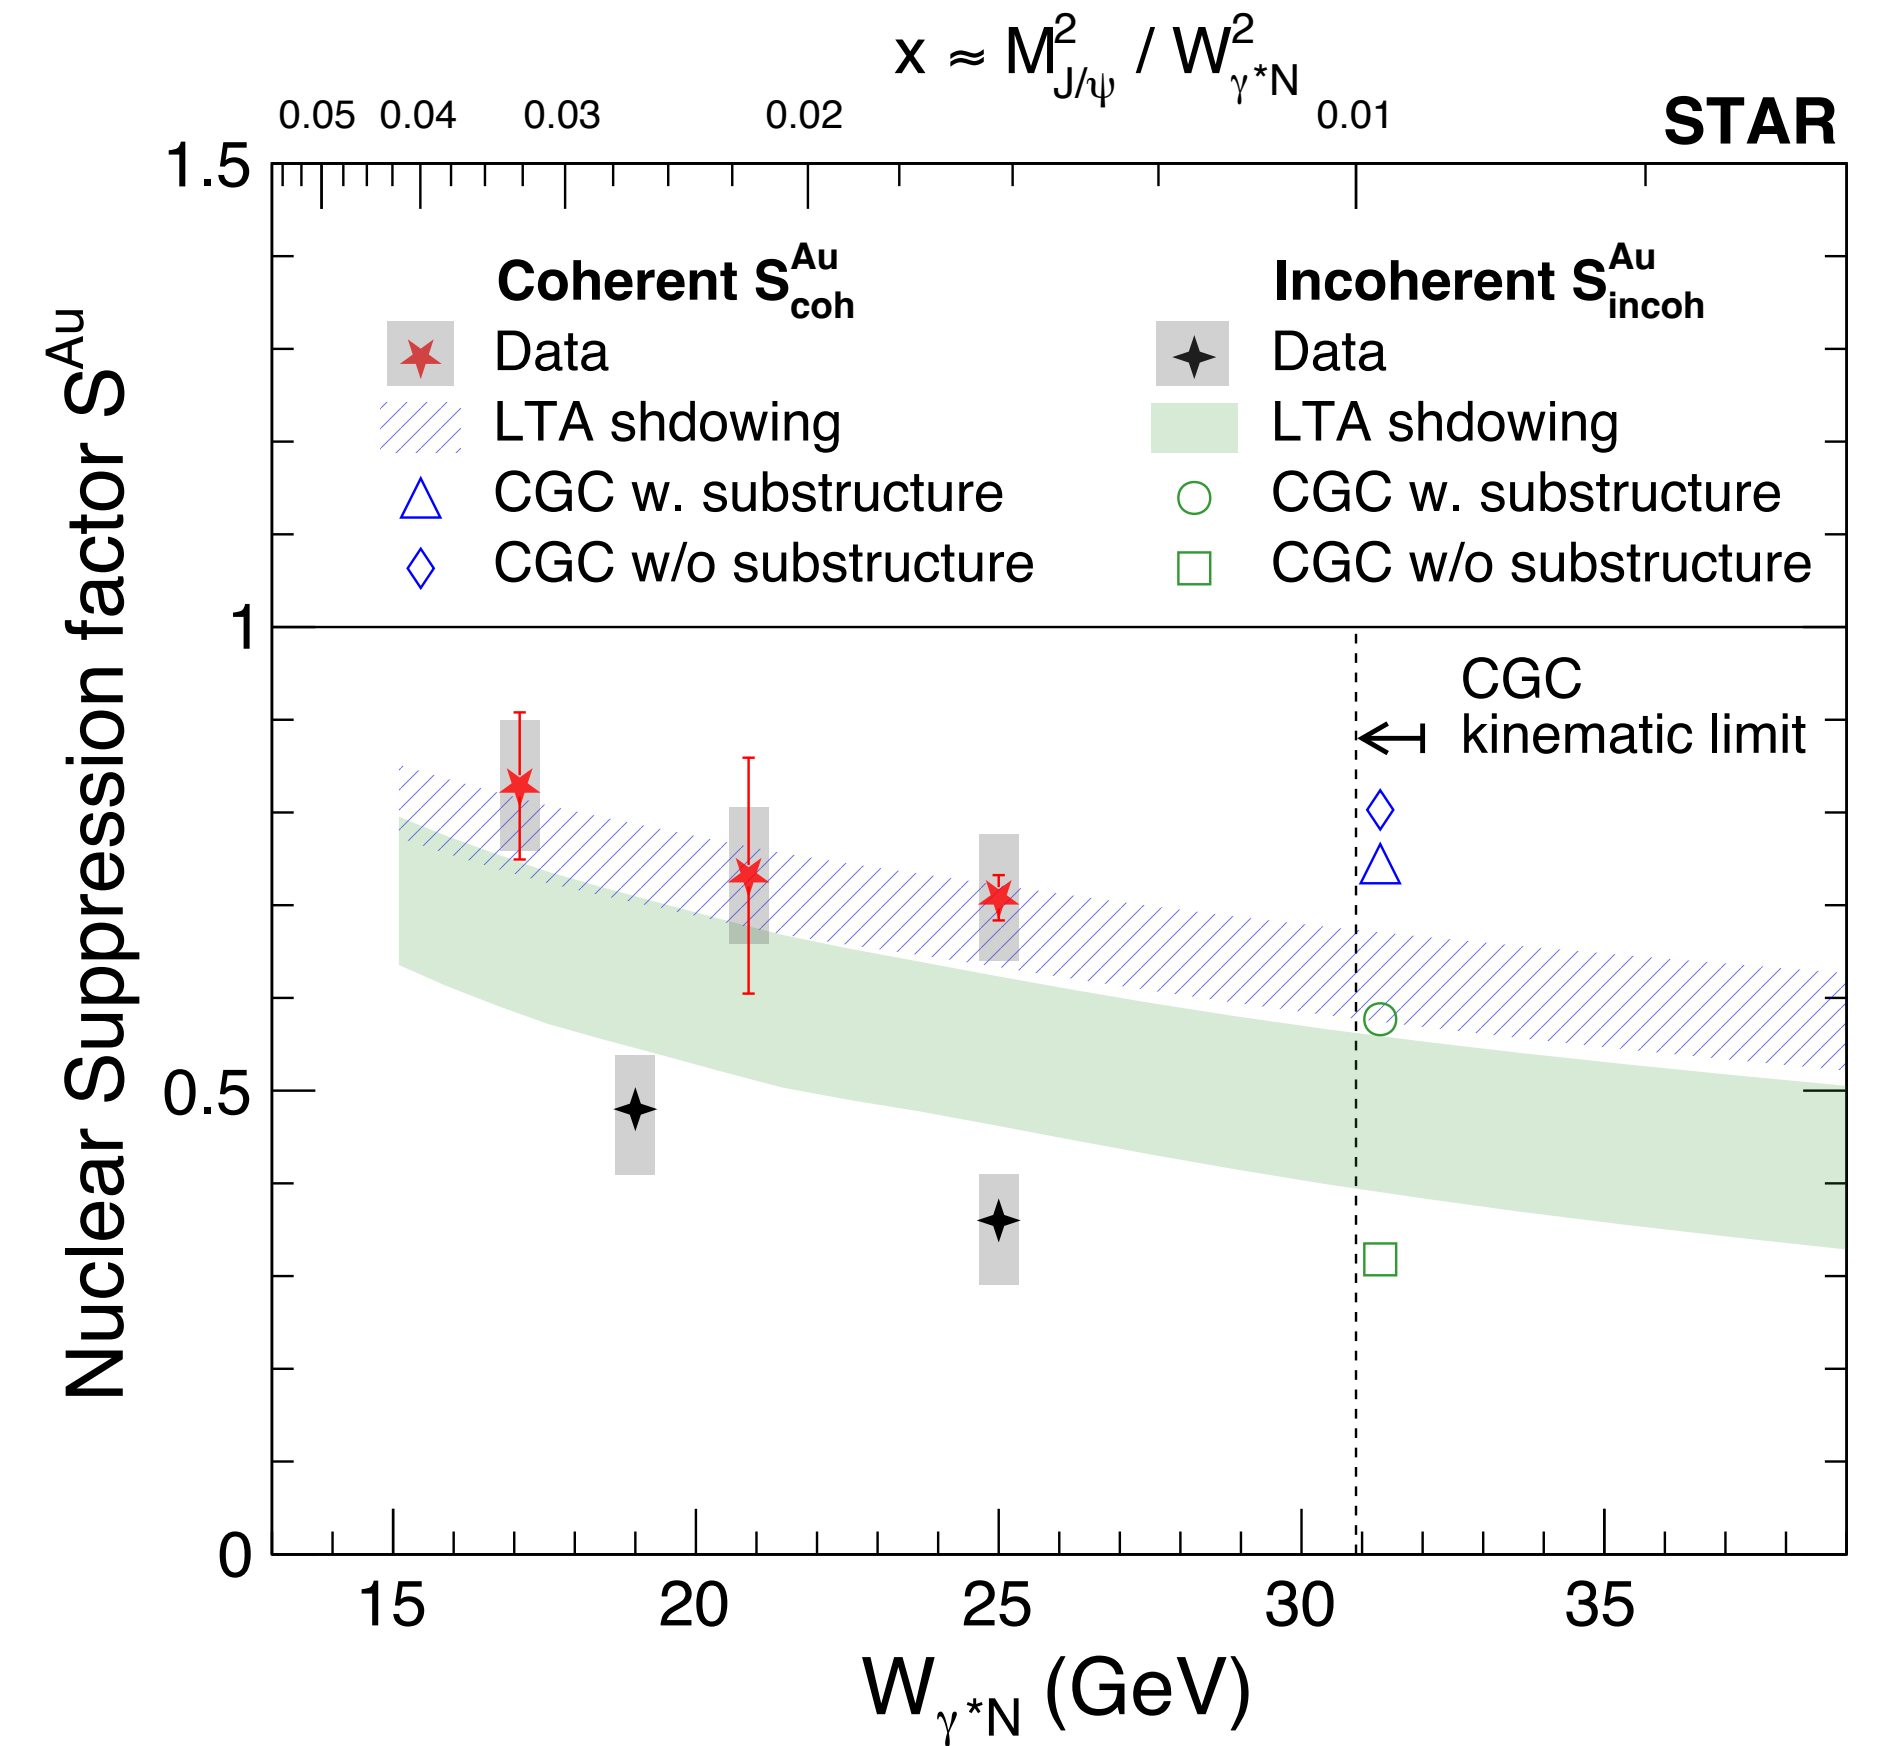 x ≈ M²J/ψ / W²γ*N
0.05 0.04 0.03 0.02 0.01
STAR
1.5
Coherent S^Au_coh
Data
LTA shdowing
CGC w. substructure
CGC w/o substructure
Incoherent S^Au_incoh
Data
LTA shdowing
CGC w. substructure
CGC w/o substructure
1
CGC
kinematic limit
0.5
0
Nuclear Suppression factor S^Au
15 20 25 30 35
Wγ*N (GeV)